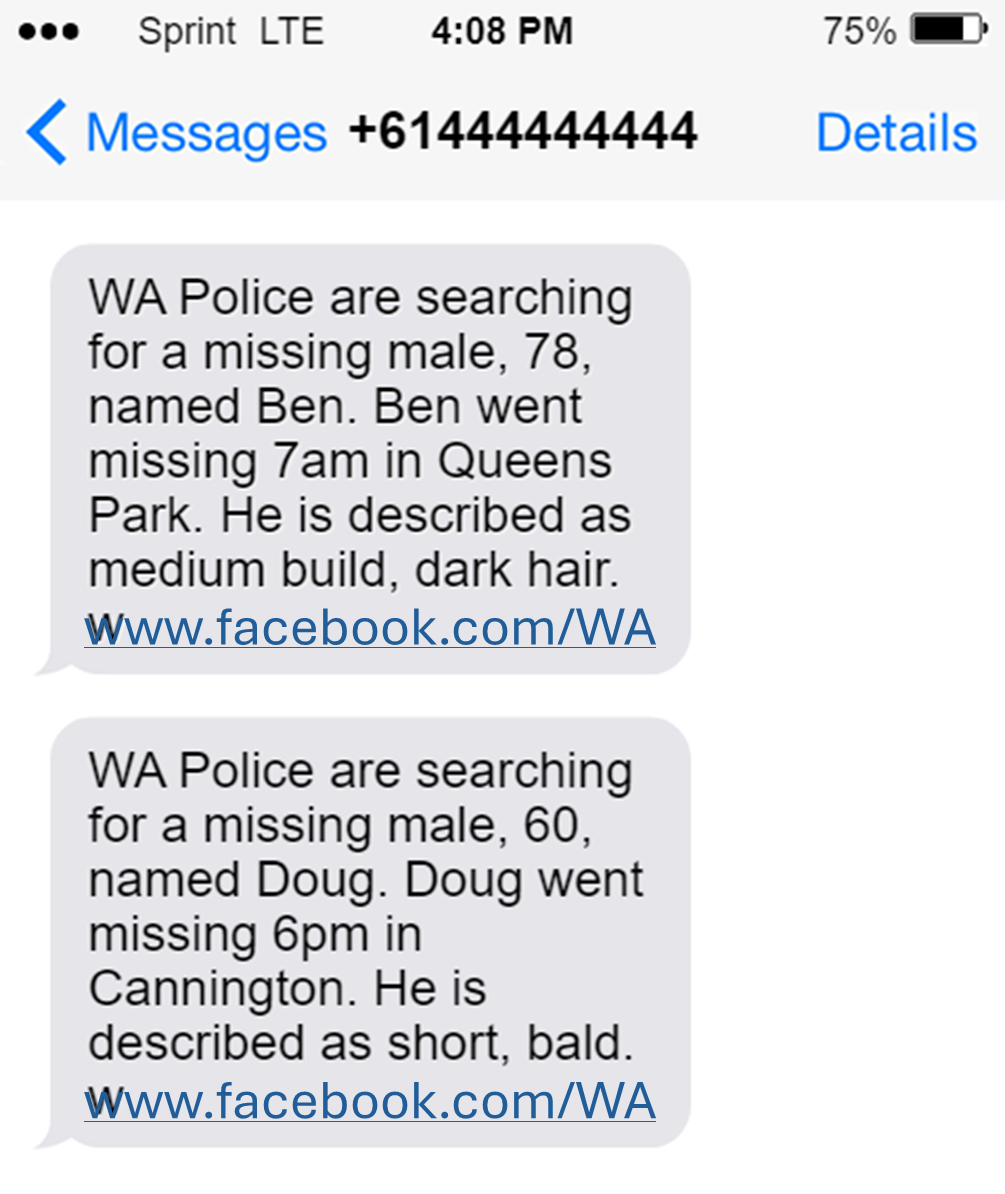 Sprint LTE 4:08 PM 75%
Messages +61444444444 Details
WA Police are searching
for a missing male, 78,
named Ben. Ben went
missing 7am in Queens
Park. He is described as
medium build, dark hair.
www.facebook.com/WA
WA Police are searching
for a missing male, 60,
named Doug. Doug went
missing 6pm in
Cannington. He is
described as short, bald.
www.facebook.com/WA